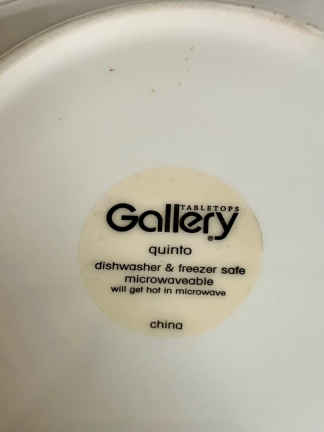 TABLETOPS
Gallery
quinto
dishwasher & freezer safe
microwaveable
will get hot in microwave
china